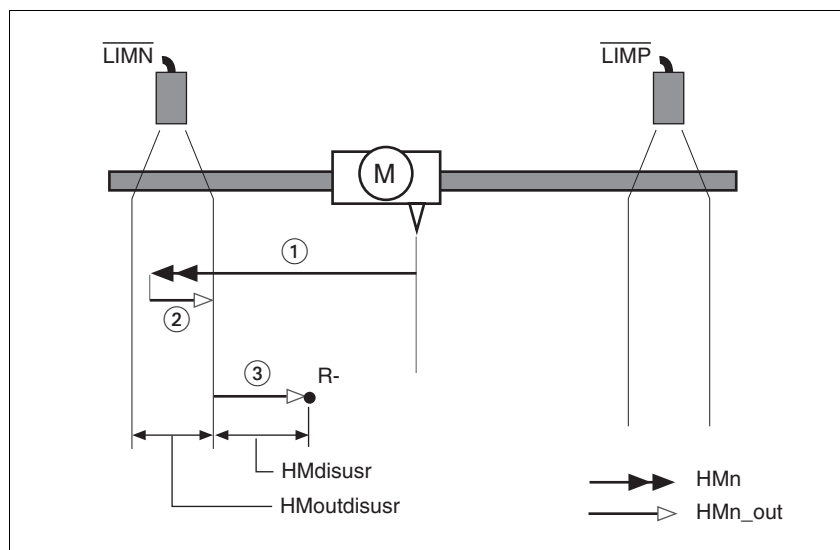 LIMN
LIMP
M
1
2
3
R-
HMdisusr
HMoutdisusr
HMn
HMn_out